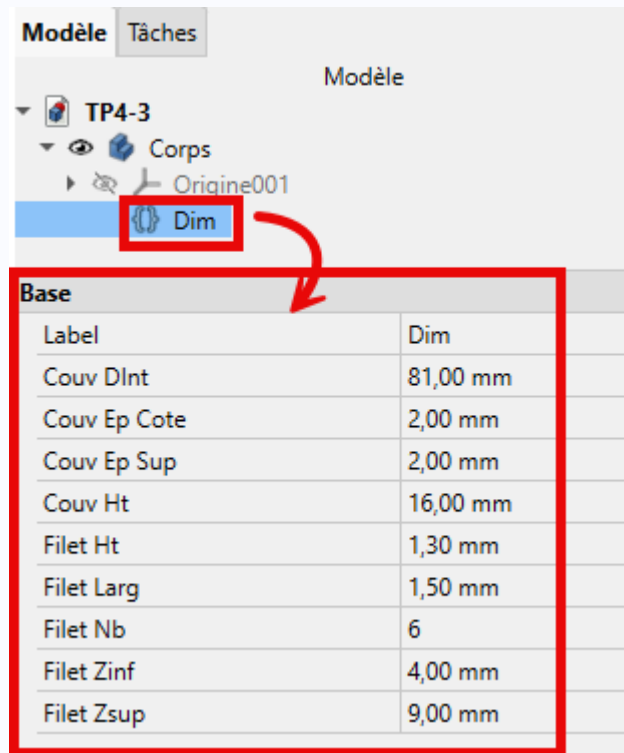 Modèle Tâches
Modèle
TP4-3
Corps
Origine001
Dim
Base
Label Dim
Couv DInt 81,00 mm
Couv Ep Cote 2,00 mm
Couv Ep Sup 2,00 mm
Couv Ht 16,00 mm
Filet Ht 1,30 mm
Filet Larg 1,50 mm
Filet Nb 6
Filet Zinf 4,00 mm
Filet Zsup 9,00 mm